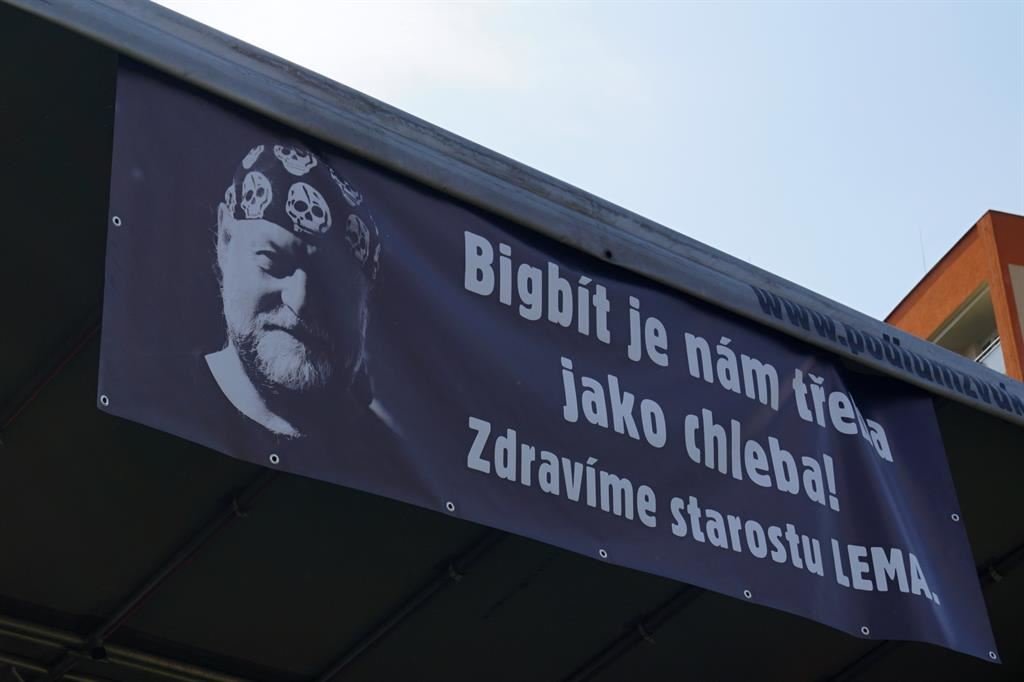 Bigbít je nám třeba
jako chleba!
Zdravíme starostu LEMA.